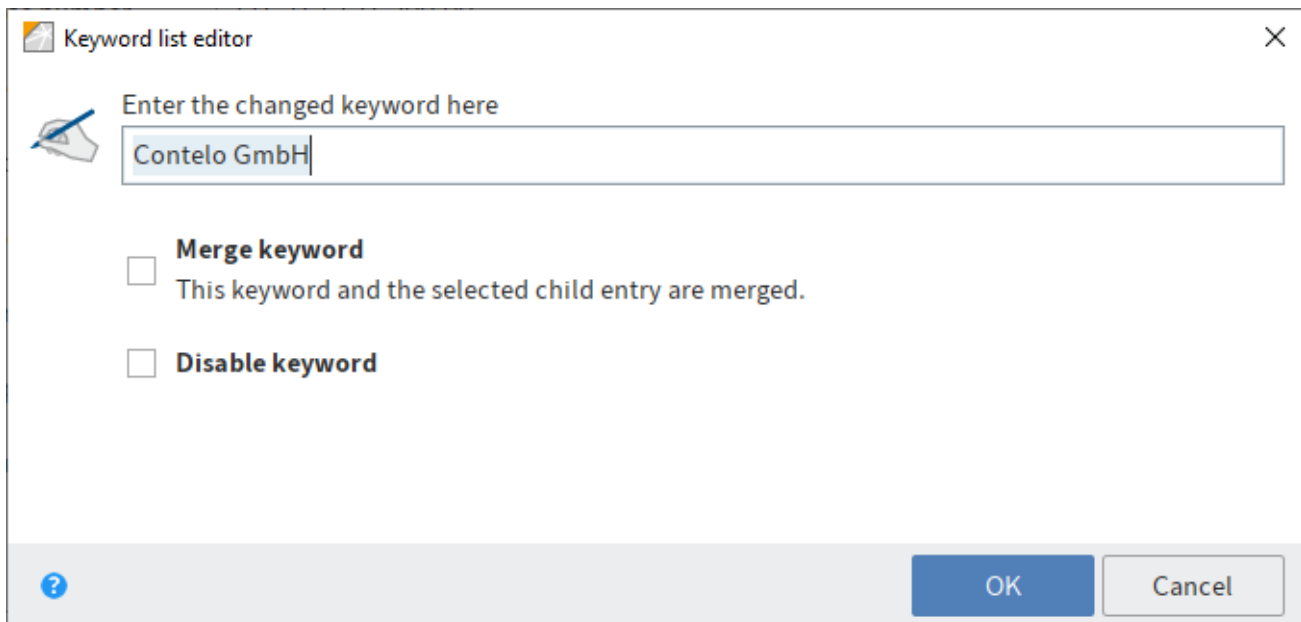 Keyword list editor
Enter the changed keyword here
Contelo GmbH
Merge keyword
This keyword and the selected child entry are merged.
Disable keyword
?
OK Cancel